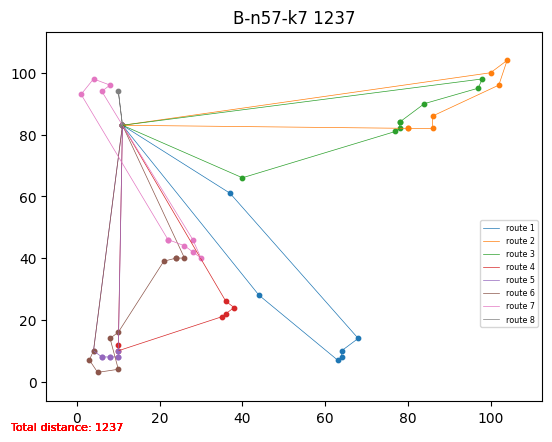 B-n57-k7 1237
100
80
60
40
20
0
route 1
route 2
route 3
route 4
route 5
route 6
route 7
route 8
0
20
40
60
80
100
Total distance: 1237